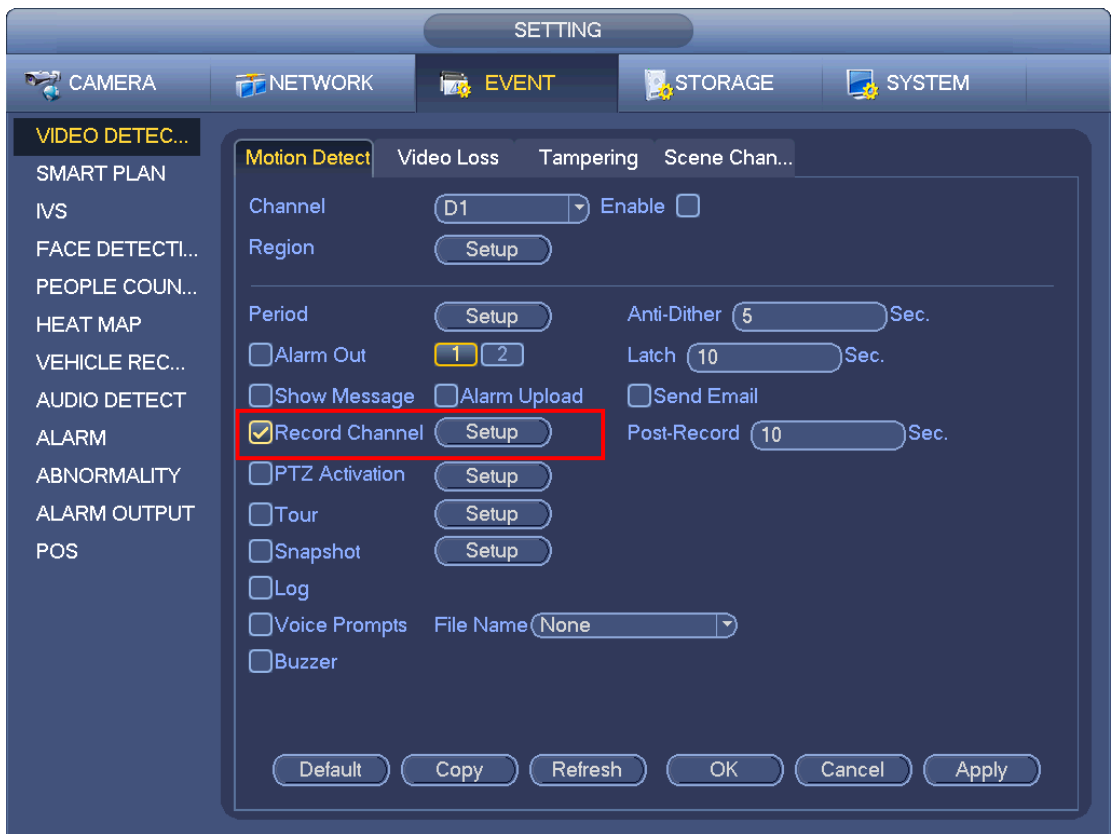 SETTING
CAMERA NETWORK EVENT STORAGE SYSTEM
VIDEO DETEC...
SMART PLAN
IVS
FACE DETECTI...
PEOPLE COUN...
HEAT MAP
VEHICLE REC...
AUDIO DETECT
ALARM
ABNORMALITY
ALARM OUTPUT
POS
Motion Detect Video Loss Tampering Scene Chan...
Channel D1 Enable
Region Setup
Period Setup Anti-Dither 5 Sec.
Alarm Out 1 2 Latch 10 Sec.
Show Message Alarm Upload Send Email
Record Channel Setup Post-Record 10 Sec.
PTZ Activation Setup
Tour Setup
Snapshot Setup
Log
Voice Prompts File Name None
Buzzer
Default Copy Refresh OK Cancel Apply